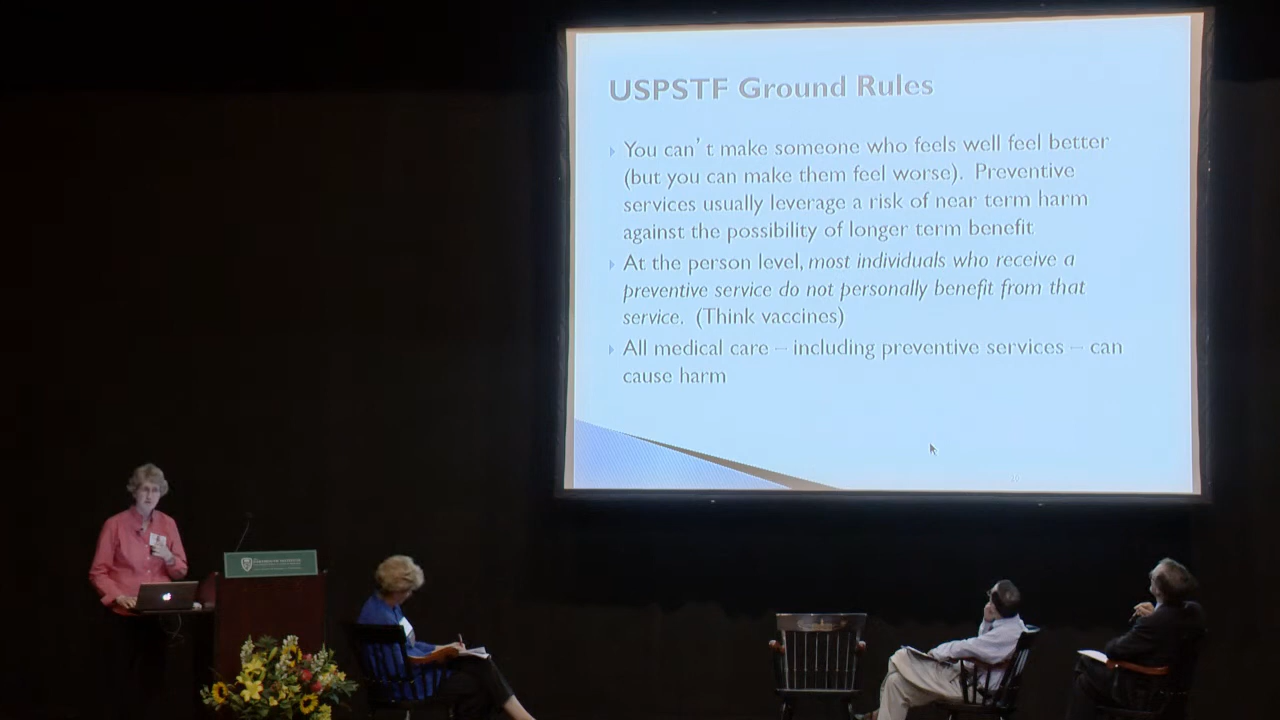 USPSTF Ground Rules
You can' t make someone who feels well feel better
(but you can make them feel worse). Preventive
services usually leverage a risk of near term harm
against the possibility of longer term benefit
At the person level, most individuals who receive a
preventive service do not personally benefit from that
service. (Think vaccines)
All medical care – including preventive services – can
cause harm